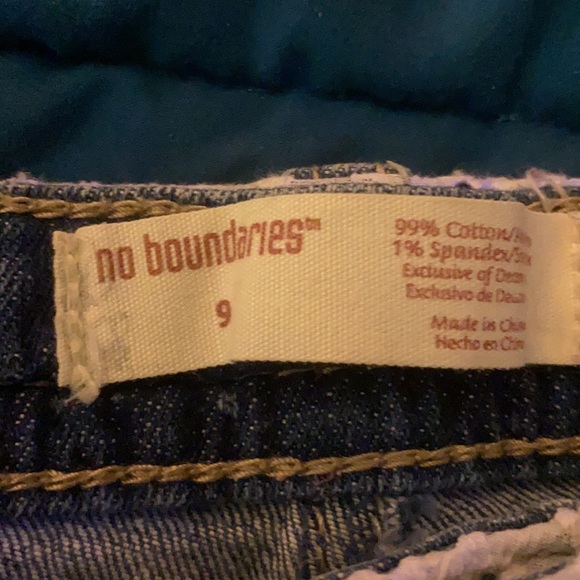 no boundaries™
9
99% Cotton/
1% Spandex/
Exclusive of
Exclusivo de
Made in
Hecho en